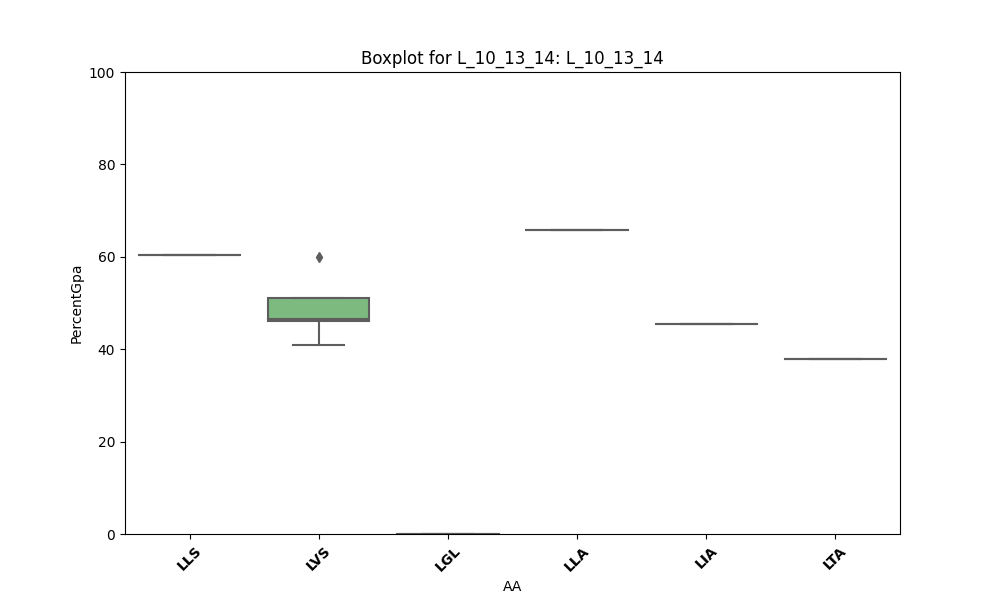 Boxplot for L_10_13_14: L_10_13_14
100
80
60
40
20
0
PercentGpa
LLS
LVS
LGL
LLA
LIA
LTA
AA